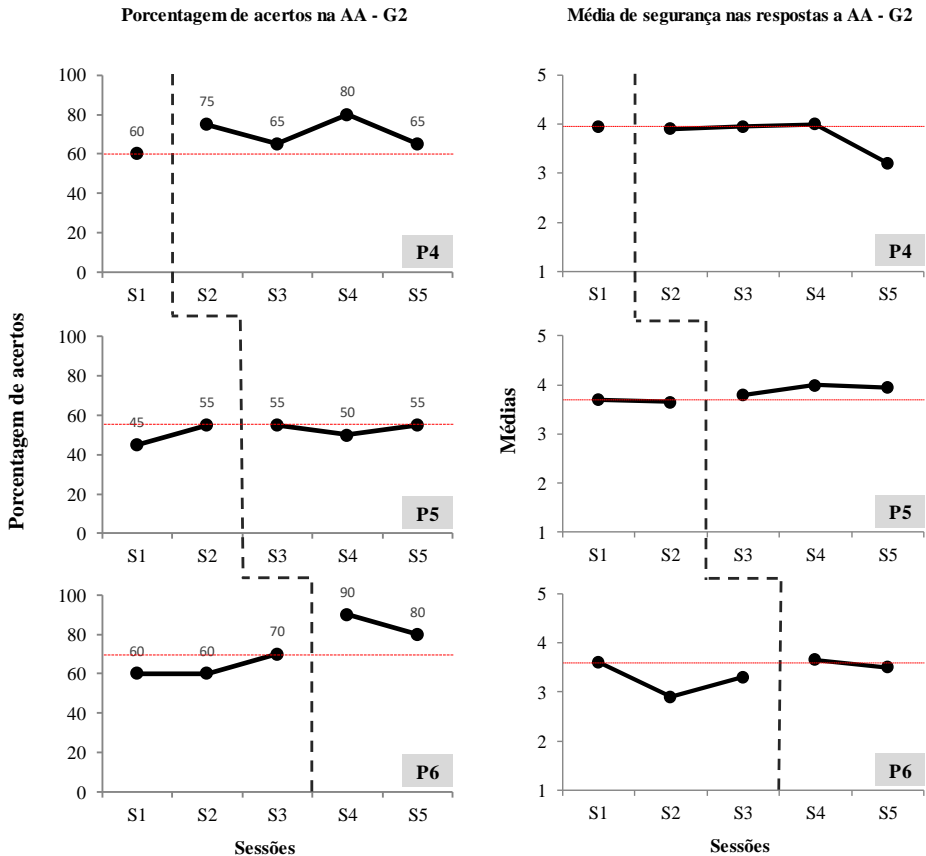 Porcentagem de acertos na AA - G2
Média de segurança nas respostas a AA - G2
Porcentagem de acertos
100
80
60
40
20
0
60
75
65
80
65
P4
S1 S2 S3 S4 S5
100
80
60
40
20
0
45
55
55
50
55
P5
S1 S2 S3 S4 S5
100
80
60
40
20
0
60
60
70
90
80
P6
S1 S2 S3 S4 S5
Sessões
Médias
5
4
3
2
1
P4
S1 S2 S3 S4 S5
5
4
3
2
1
P5
S1 S2 S3 S4 S5
5
4
3
2
1
P6
S1 S2 S3 S4 S5
Sessões